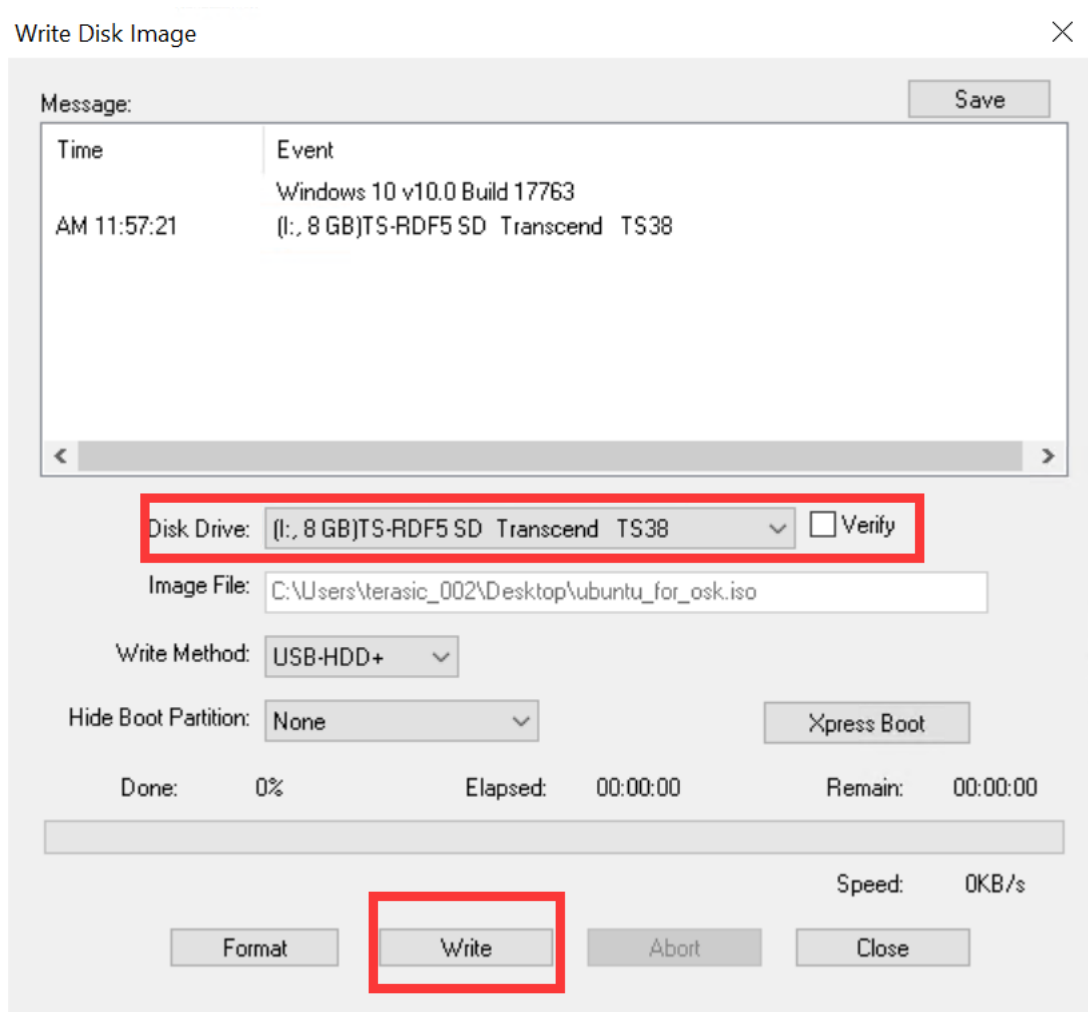 Write Disk Image
Message:
Save
Time Event
Windows 10 v10.0 Build 17763
AM 11:57:21 (I:, 8 GB)TS-RDF5 SD Transcend TS38
Disk Drive: (I:, 8 GB)TS-RDF5 SD Transcend TS38 Verify
Image File: C:\Users\terasic_002\Desktop\ubuntu_for_osk.iso
Write Method: USB-HDD+
Hide Boot Partition: None Xpress Boot
Done: 0% Elapsed: 00:00:00 Remain: 00:00:00
Speed: 0KB/s
Format Write Abort Close